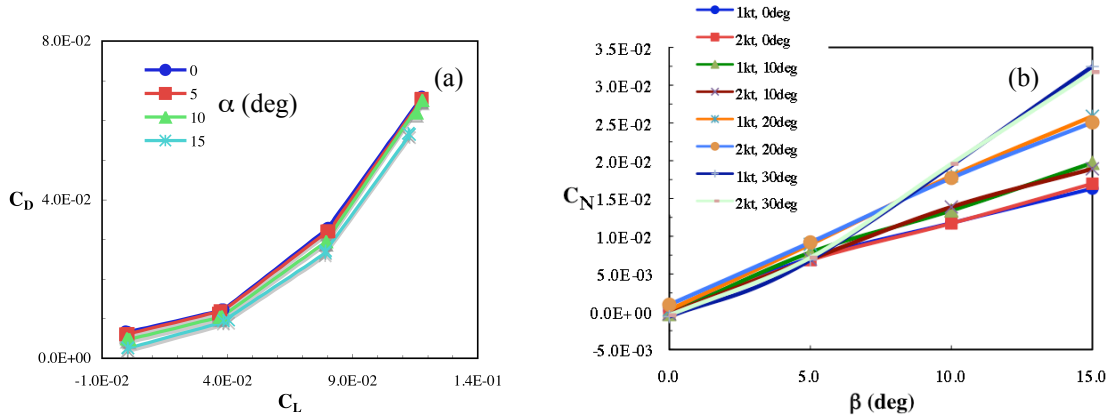 8.0E-02
(a)
0
5
α (deg)
10
15
C_D
4.0E-02
0.0E+00
-1.0E-02 4.0E-02 9.0E-02 1.4E-01
C_L
1kt, 0deg
2kt, 0deg
1kt, 10deg
2kt, 10deg
1kt, 20deg
2kt, 20deg
1kt, 30deg
2kt, 30deg
(b)
3.5E-02
3.0E-02
2.5E-02
2.0E-02
C_N
1.5E-02
1.0E-02
5.0E-03
0.0E+00
-5.0E-03
0.0 5.0 10.0 15.0
β (deg)